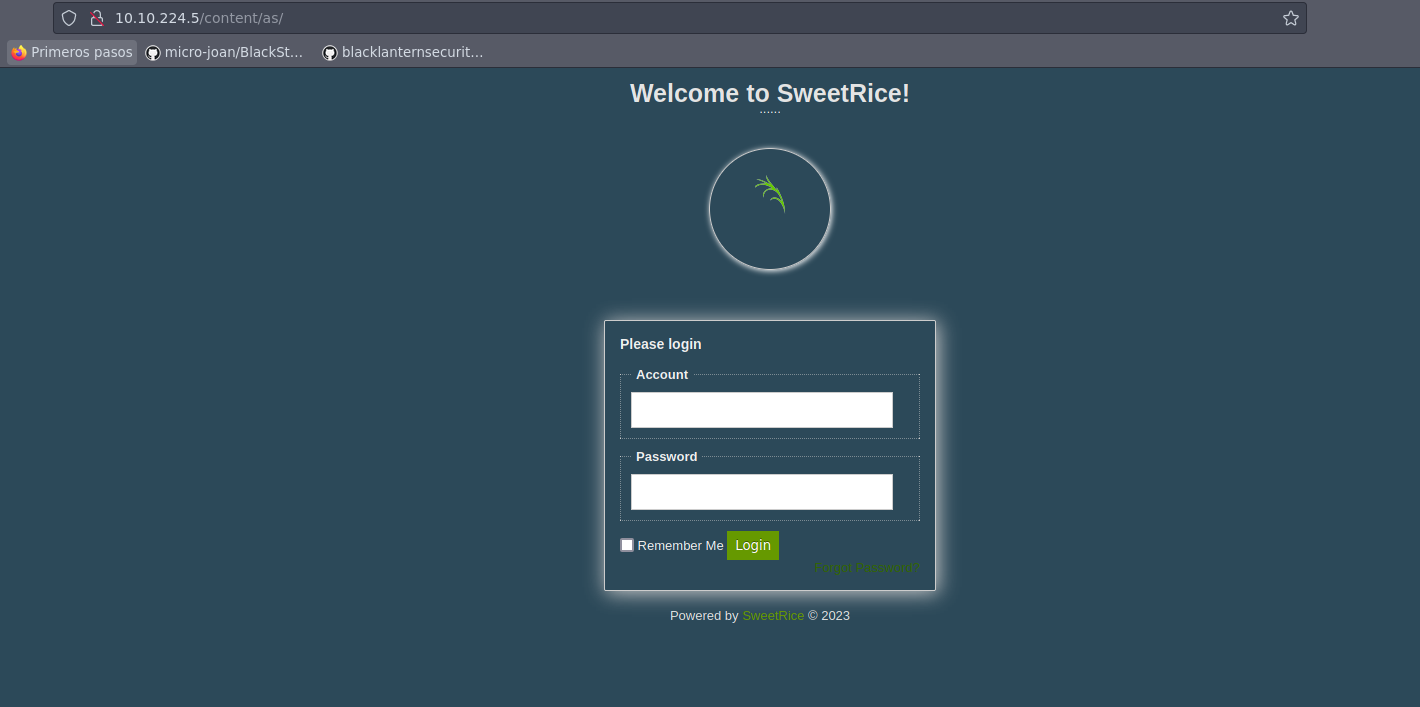 10.10.224.5/content/as/
Primeros pasos micro-joan/BlackSt… blacklanternsecurit…
Welcome to SweetRice!
......
Please login
Account
Password
Remember Me Login
Forgot Password?
Powered by SweetRice © 2023